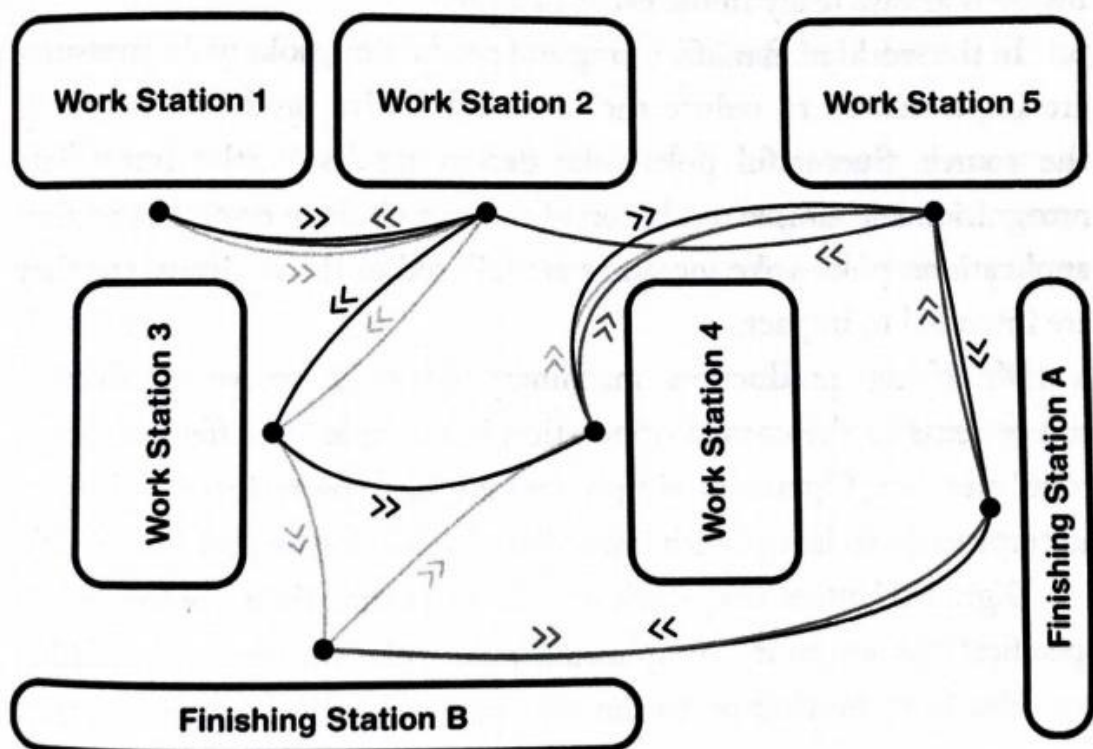 Work Station 1
Work Station 2
Work Station 5
Work Station 3
Work Station 4
Finishing Station A
Finishing Station B